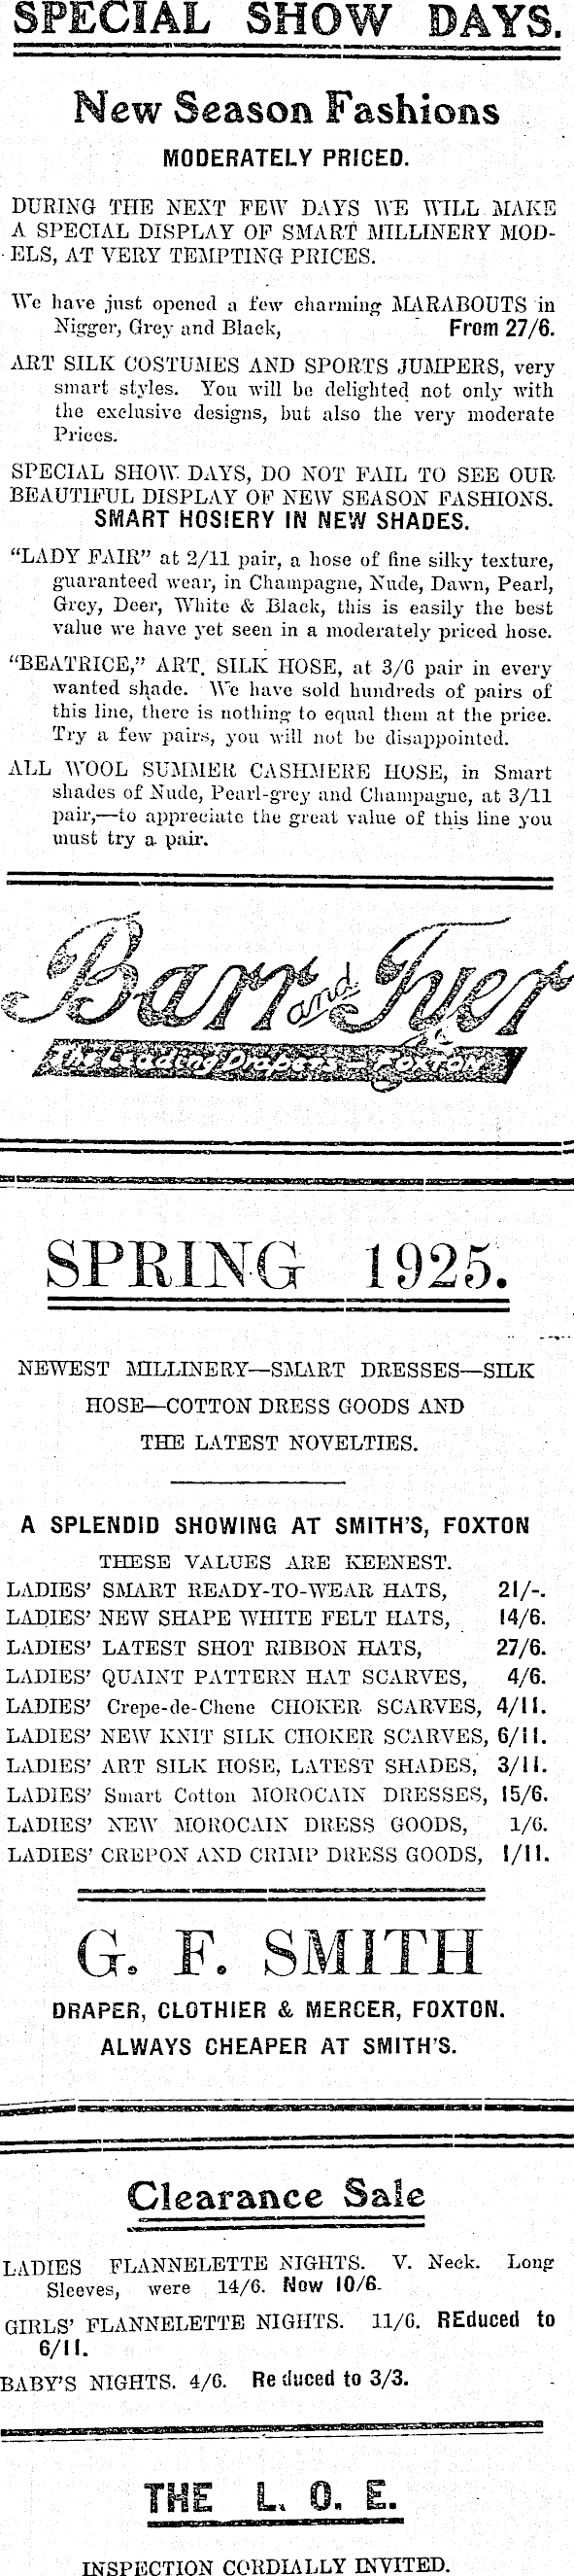 SPECIAL SHOW DAYS.
New Season Fashions
MODERATELY PRICED.
DURING THE NEXT FEW DAYS WE WILL MAKE
A SPECIAL DISPLAY OF SMART MILLINERY MOD-
ELS, AT VERY TEMPTING PRICES.
We have just opened a few charming MARABOUTS in
Nigger, Grey and Black, From 27/6.
ART SILK COSTUMES AND SPORTS JUMPERS, very
smart styles. You will be delighted not only with
the exclusive designs, but also the very moderate
Prices.
SPECIAL SHOW DAYS, DO NOT FAIL TO SEE OUR
BEAUTIFUL DISPLAY OF NEW SEASON FASHIONS.
SMART HOSIERY IN NEW SHADES.
"LADY FAIR" at 2/11 pair, a hose of fine silky texture,
guaranteed wear, in Champagne, Nude, Dawn, Pearl,
Grey, Deer, White & Black, this is easily the best
value we have yet seen in a moderately priced hose.
"BEATRICE," ART. SILK HOSE, at 3/6 pair in every
wanted shade. We have sold hundreds of pairs of
this line, there is nothing to equal them at the price.
Try a few pairs, you will not be disappointed.
ALL WOOL SUMMER CASHMERE HOSE, in Smart
shades of Nude, Pearl-grey and Champagne, at 3/11
pair,—to appreciate the great value of this line you
must try a pair.
Barr and Tyer
The Leading Drapers — FOXTON
SPRING 1925.
NEWEST MILLINERY—SMART DRESSES—SILK
HOSE—COTTON DRESS GOODS AND
THE LATEST NOVELTIES.
A SPLENDID SHOWING AT SMITH'S, FOXTON
THESE VALUES ARE KEENEST.
LADIES' SMART READY-TO-WEAR HATS, 21/-.
LADIES' NEW SHAPE WHITE FELT HATS, 14/6.
LADIES' LATEST SHOT RIBBON HATS, 27/6.
LADIES' QUAINT PATTERN HAT SCARVES, 4/6.
LADIES' Crepe-de-Chene CHOKER SCARVES, 4/11.
LADIES' NEW KNIT SILK CHOKER SCARVES, 6/11.
LADIES' ART SILK HOSE, LATEST SHADES, 3/11.
LADIES' Smart Cotton MOROCAIN DRESSES, 15/6.
LADIES' NEW MOROCAIN DRESS GOODS, 1/6.
LADIES' CREPON AND CRIMP DRESS GOODS, 1/11.
G. F. SMITH
DRAPER, CLOTHIER & MERCER, FOXTON.
ALWAYS CHEAPER AT SMITH'S.
Clearance Sale
LADIES FLANNELETTE NIGHTS. V. Neck. Long
Sleeves, were 14/6. Now 10/6.
GIRLS' FLANNELETTE NIGHTS. 11/6. REduced to
6/11.
BABY'S NIGHTS. 4/6. Reduced to 3/3.
THE L. O. E.
INSPECTION CORDIALLY INVITED.